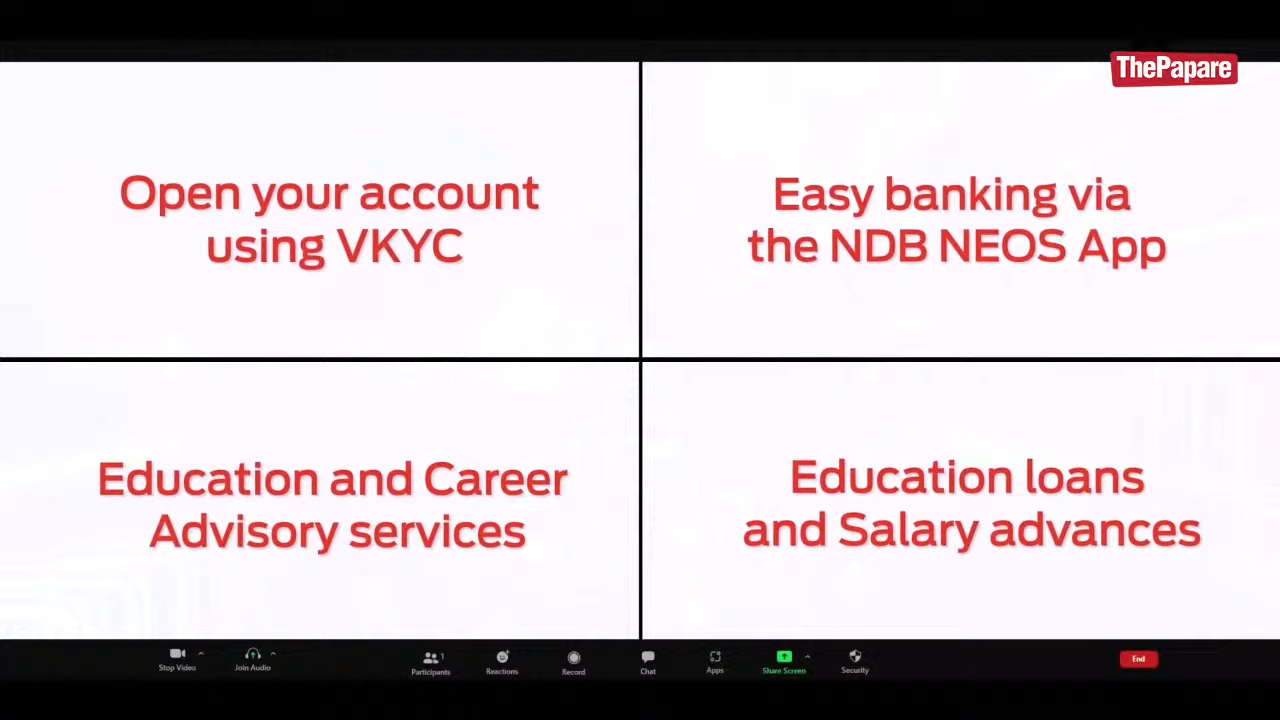 ThePapare
Open your account
using VKYC
Easy banking via
the NDB NEOS App
Education and Career
Advisory services
Education loans
and Salary advances
Stop Video
Join Audio
Participants
1
Reactions
Record
Chat
Apps
Share Screen
Security
End